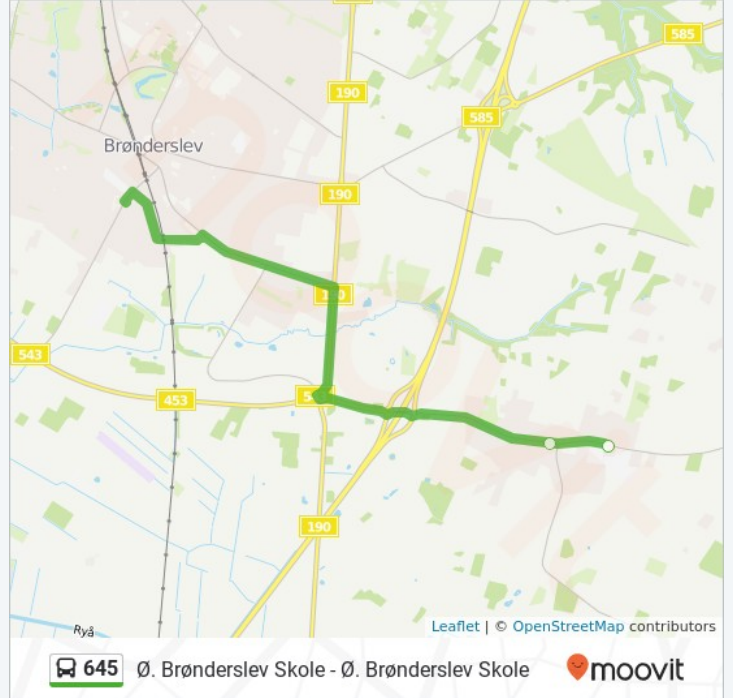 585
190
585
Brønderslev
190
543
453
190
Ryå
Leaflet | © OpenStreetMap contributors
645 Ø. Brønderslev Skole - Ø. Brønderslev Skole moovit